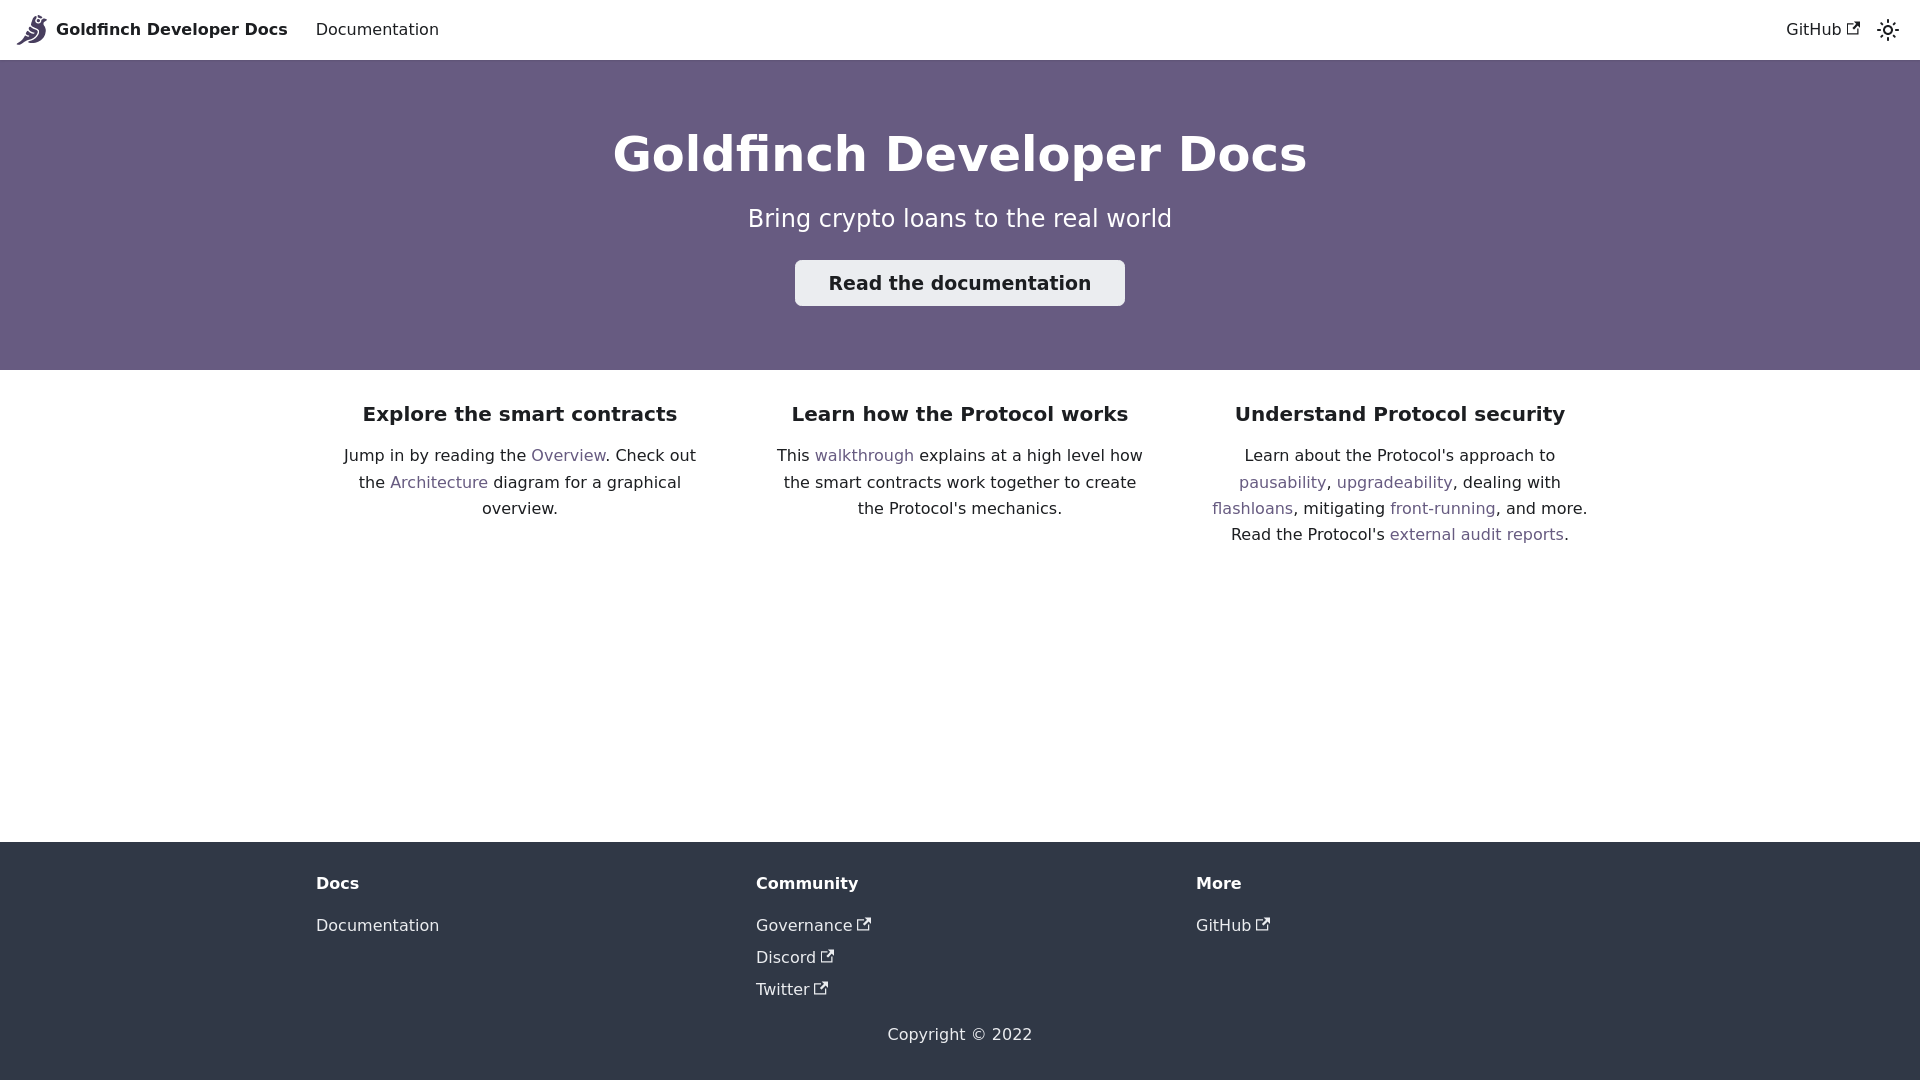 Goldfinch Developer Docs
Documentation
GitHub
Goldfinch Developer Docs
Bring crypto loans to the real world
Read the documentation
Explore the smart contracts
Jump in by reading the Overview. Check out
the Architecture diagram for a graphical
overview.
Learn how the Protocol works
This walkthrough explains at a high level how
the smart contracts work together to create
the Protocol's mechanics.
Understand Protocol security
Learn about the Protocol's approach to
pausability, upgradeability, dealing with
flashloans, mitigating front-running, and more.
Read the Protocol's external audit reports.
Docs
Documentation
Community
Governance
Discord
Twitter
More
GitHub
Copyright © 2022